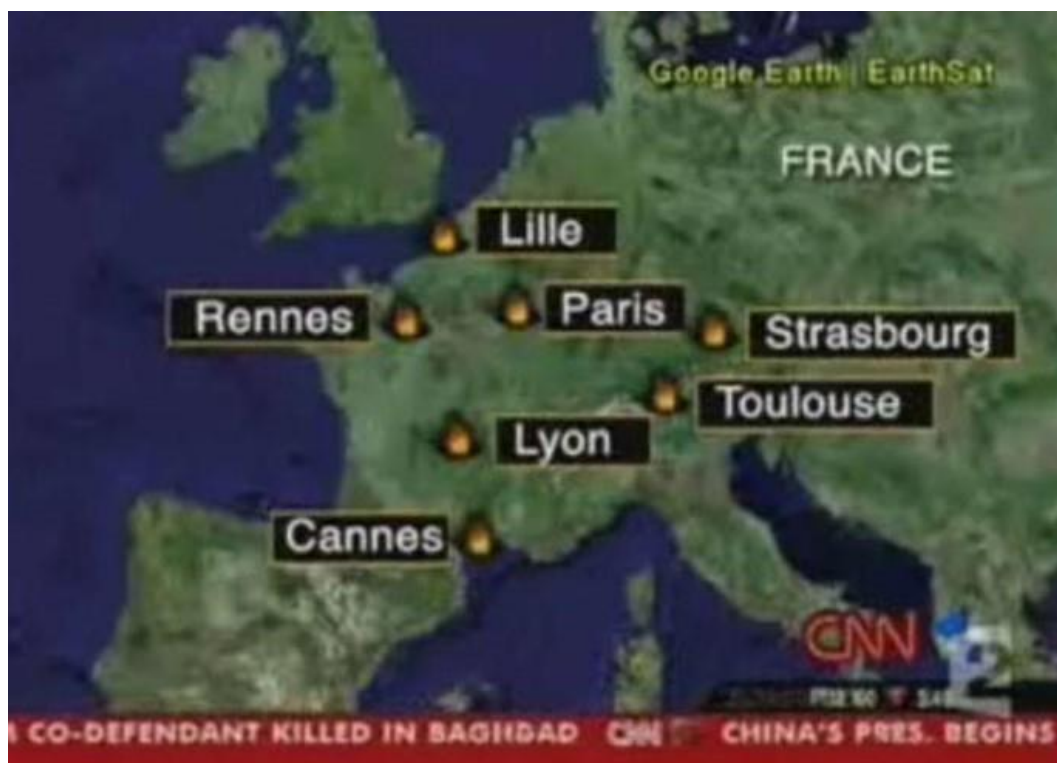 Google Earth | EarthSat
FRANCE
Lille
Rennes
Paris
Strasbourg
Toulouse
Lyon
Cannes
CNN
CO-DEFENDANT KILLED IN BAGHDAD CNN CHINA'S PRES. BEGINS